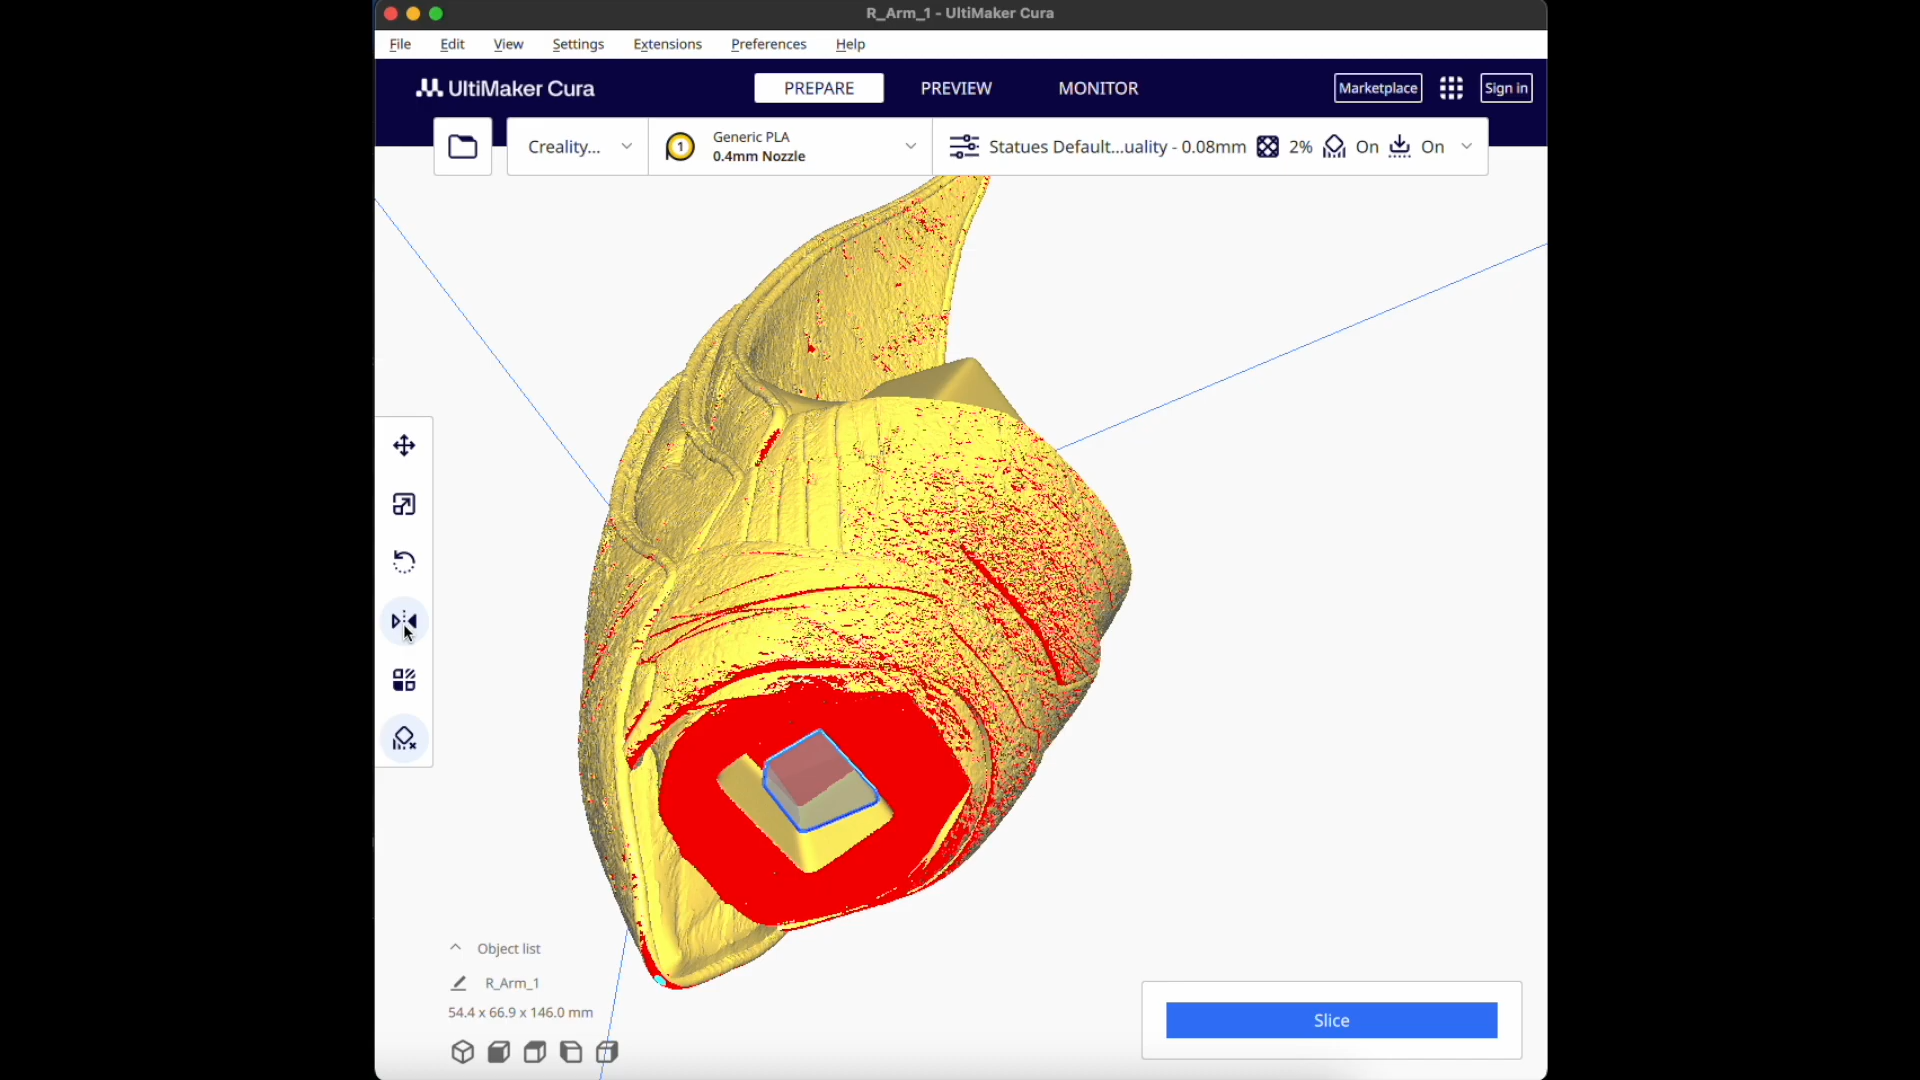 R_Arm_1 - UltiMaker Cura
File Edit View Settings Extensions Preferences Help
UltiMaker Cura PREPARE PREVIEW MONITOR Marketplace Sign in
Creality... 1 Generic PLA
0.4mm Nozzle
Statues Default...uality - 0.08mm 2% On On
Object list
R_Arm_1
54.4 x 66.9 x 146.0 mm
Slice